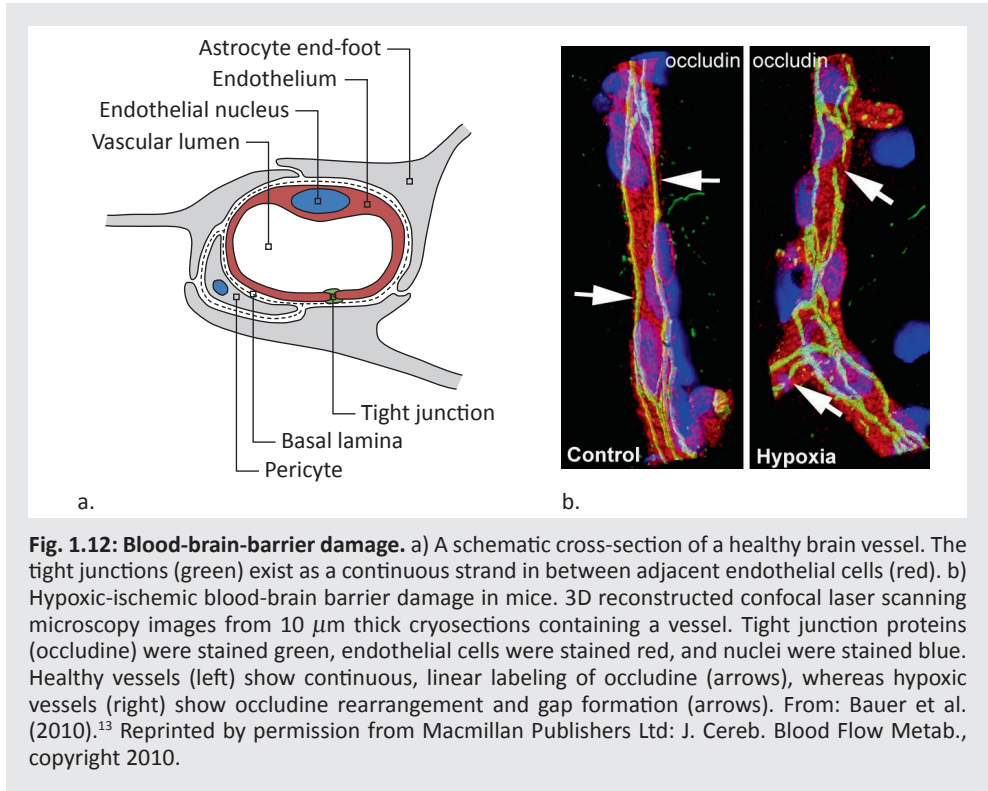 Astrocyte end-foot
Endothelium
Endothelial nucleus
Vascular lumen
Tight junction
Basal lamina
Pericyte
a.
occludin
occludin
Control
Hypoxia
b.
Fig. 1.12: Blood-brain-barrier damage. a) A schematic cross-section of a healthy brain vessel. The
tight junctions (green) exist as a continuous strand in between adjacent endothelial cells (red). b)
Hypoxic-ischemic blood-brain barrier damage in mice. 3D reconstructed confocal laser scanning
microscopy images from 10 μm thick cryosections containing a vessel. Tight junction proteins
(occludine) were stained green, endothelial cells were stained red, and nuclei were stained blue.
Healthy vessels (left) show continuous, linear labeling of occludine (arrows), whereas hypoxic
vessels (right) show occludine rearrangement and gap formation (arrows). From: Bauer et al.
(2010).¹³ Reprinted by permission from Macmillan Publishers Ltd: J. Cereb. Blood Flow Metab.,
copyright 2010.